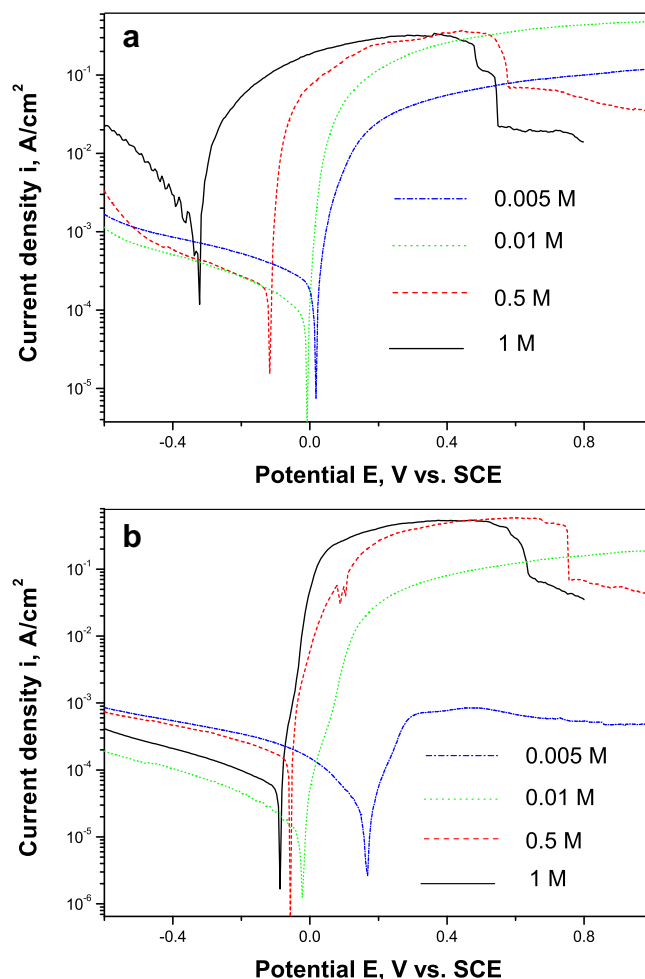 a
Current density i, A/cm²
10⁻¹
10⁻²
10⁻³
10⁻⁴
10⁻⁵
0.005 M
0.01 M
0.5 M
1 M
-0.4 0.0 0.4 0.8
Potential E, V vs. SCE
b
Current density i, A/cm²
10⁻¹
10⁻²
10⁻³
10⁻⁴
10⁻⁵
10⁻⁶
0.005 M
0.01 M
0.5 M
1 M
-0.4 0.0 0.4 0.8
Potential E, V vs. SCE